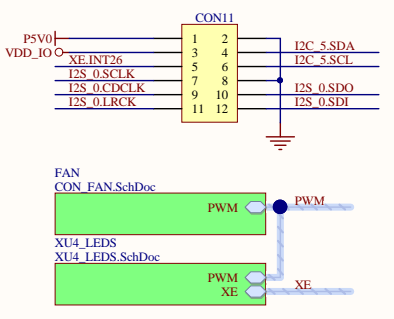 CON11
P5V0 1 2
VDD_IO 3 4 I2C_5.SDA
XE.INT26 5 6 I2C_5.SCL
I2S_0.SCLK 7 8
I2S_0.CDCLK 9 10 I2S_0.SDO
I2S_0.LRCK 11 12 I2S_0.SDI
FAN
CON_FAN.SchDoc
PWM PWM
XU4_LEDS
XU4_LEDS.SchDoc
PWM
XE XE